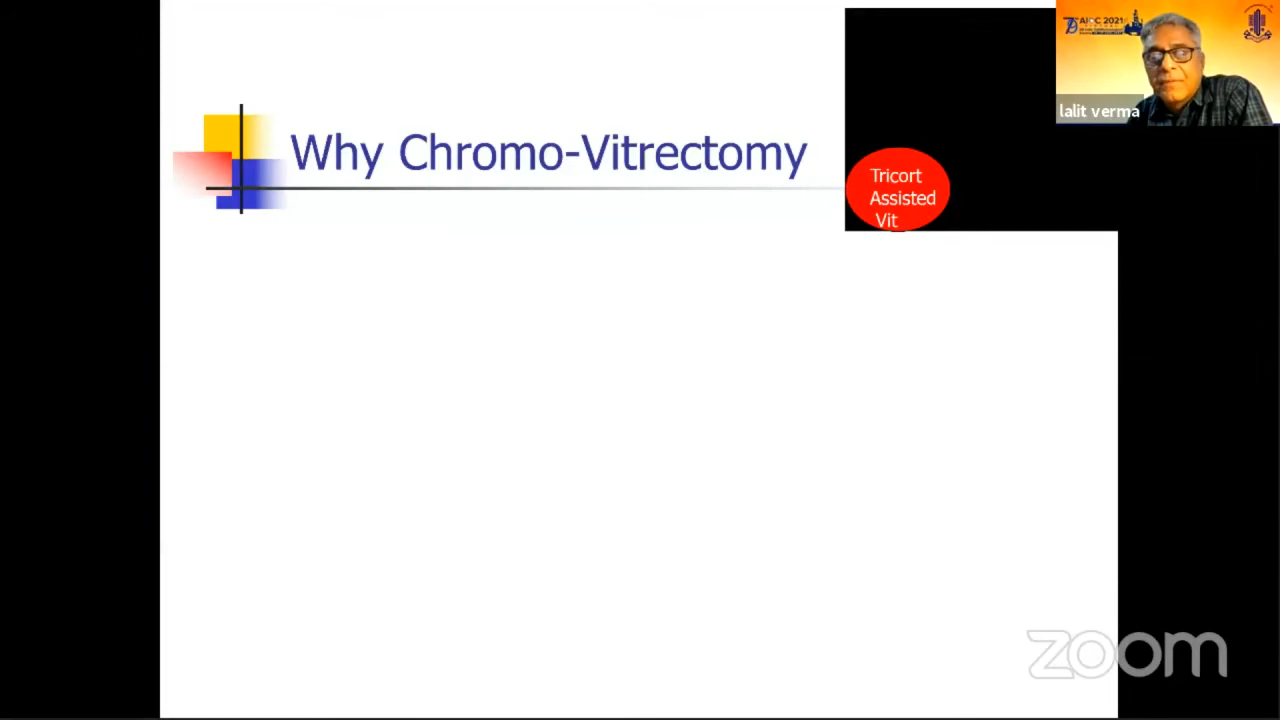 Why Chromo-Vitrectomy
Tricort
Assisted
Vit
AIOC 2021
lalit verma
zoom